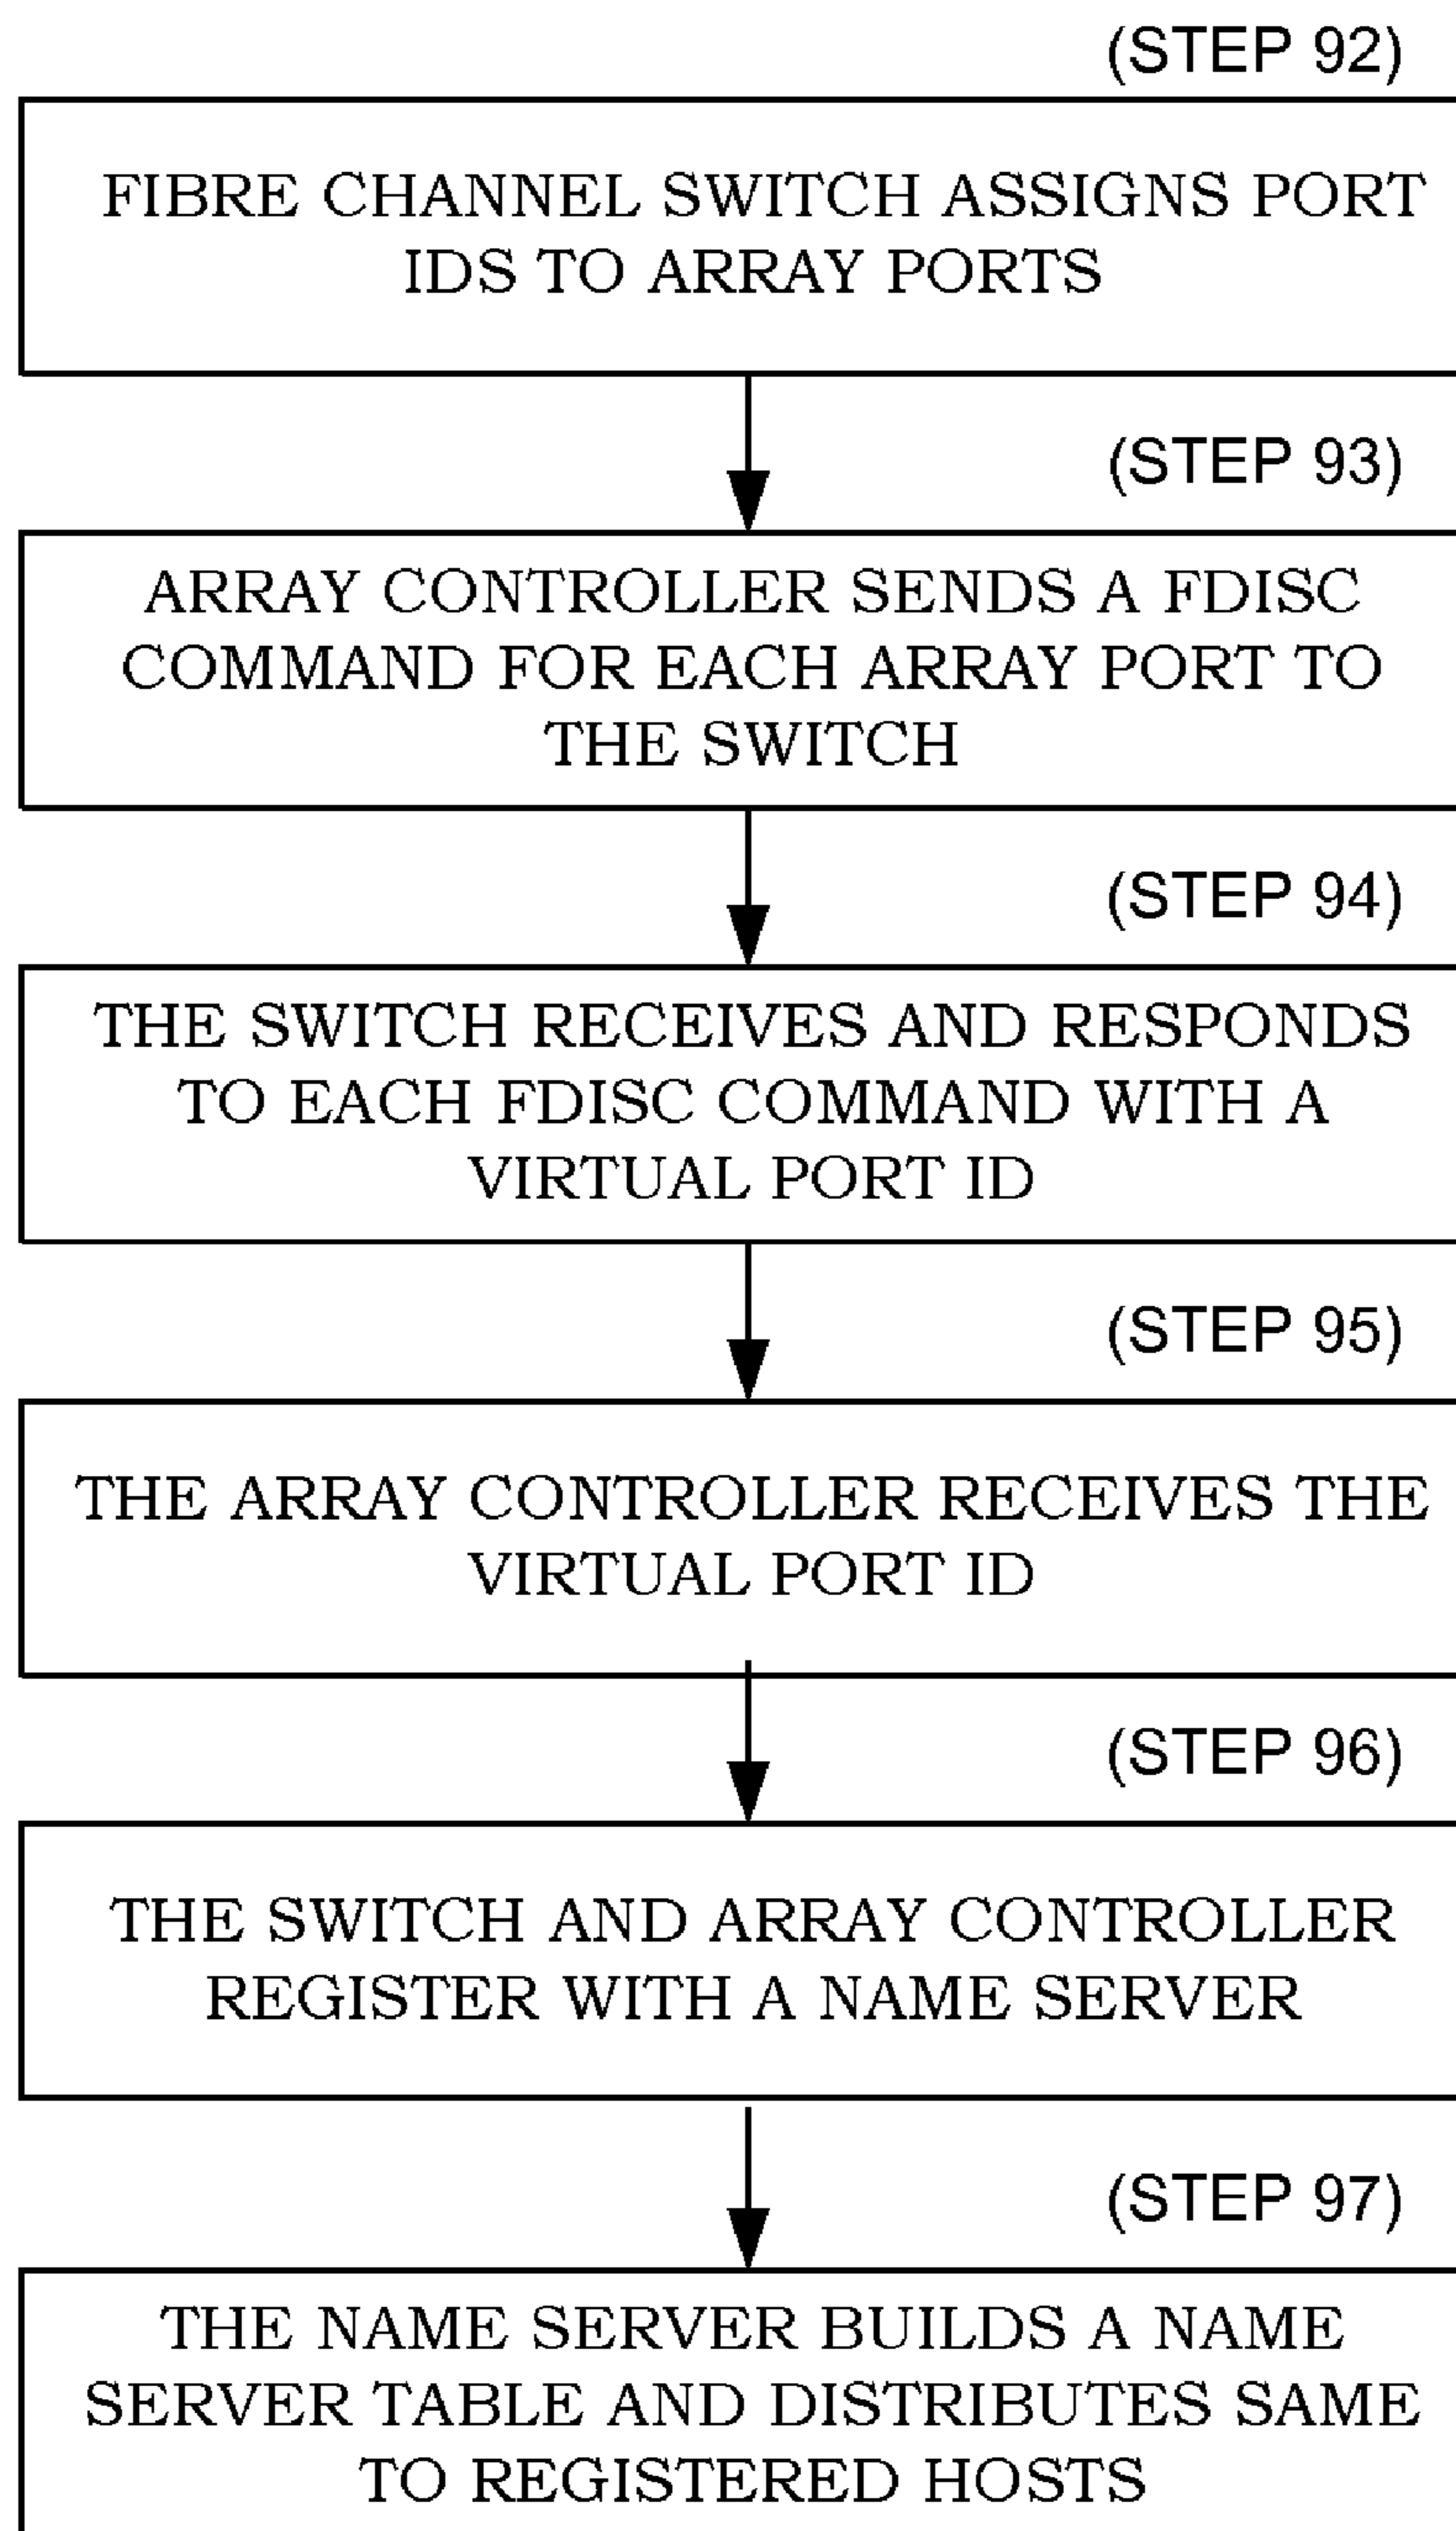 (STEP 92)
FIBRE CHANNEL SWITCH ASSIGNS PORT
IDS TO ARRAY PORTS
(STEP 93)
ARRAY CONTROLLER SENDS A FDISC
COMMAND FOR EACH ARRAY PORT TO
THE SWITCH
(STEP 94)
THE SWITCH RECEIVES AND RESPONDS
TO EACH FDISC COMMAND WITH A
VIRTUAL PORT ID
(STEP 95)
THE ARRAY CONTROLLER RECEIVES THE
VIRTUAL PORT ID
(STEP 96)
THE SWITCH AND ARRAY CONTROLLER
REGISTER WITH A NAME SERVER
(STEP 97)
THE NAME SERVER BUILDS A NAME
SERVER TABLE AND DISTRIBUTES SAME
TO REGISTERED HOSTS